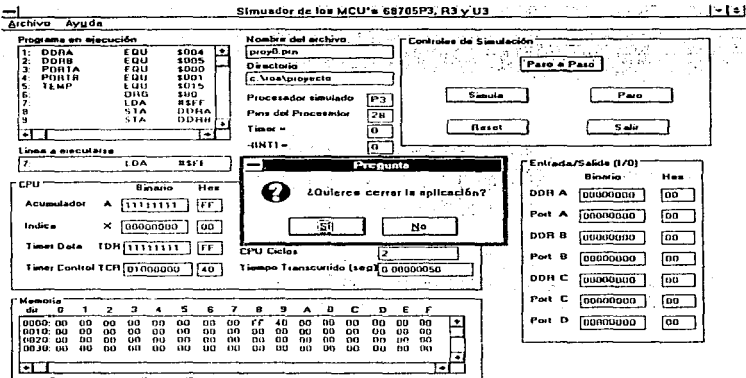 Simuador de los MCU's 68705P3, R3 y U3
Archivo Ayuda
Programa en ejecución
1: DDRA EQU $004
2: DDRB EQU $005
3: PORTA EQU $000
4: PORTB EQU $001
5: TEMP EQU $015
6: ORG $00
7: LDA #$FF
8 STA DDRA
9 STA DDRB
Linea a ejecutarse
7: LDA #$FF
Nombre del archivo
proy0.prn
Directorio
Procesador simulado P3
Pins del Procesador 28
Timer = 0
-(INT) = 0
Controles de Simulación
Paso a Paso
Simula Paro
Reset Salir
Pregunta
¿Quieres cerrar la aplicación?
Sí No
CPU
Binario Hex
Acumulador A 11111111 FF
Indice X 00000000 00
Timer Data TDR 11111111 FF
Timer Control TCR 01000000 40
CPU Ciclos 2
Tiempo Transcurrido (seg) 0.00000050
Entrada/Salida (I/O)
Binario Hex
DDR A 00000000 00
Port A 00000000 00
DDR B 00000000 00
Port B 00000000 00
DDR C 00000000 00
Port C 00000000 00
Port D 00000000 00
Memoria
dir 0 1 2 3 4 5 6 7 8 9 A B C D E F
0000: 00 00 00 00 00 00 00 00 FF 40 00 00 00 00 00 00
0010: 00 00 00 00 00 00 00 00 00 00 00 00 00 00 00 00
0020: 00 00 00 00 00 00 00 00 00 00 00 00 00 00 00 00
0030: 00 00 00 00 00 00 00 00 00 00 00 00 00 00 00 00